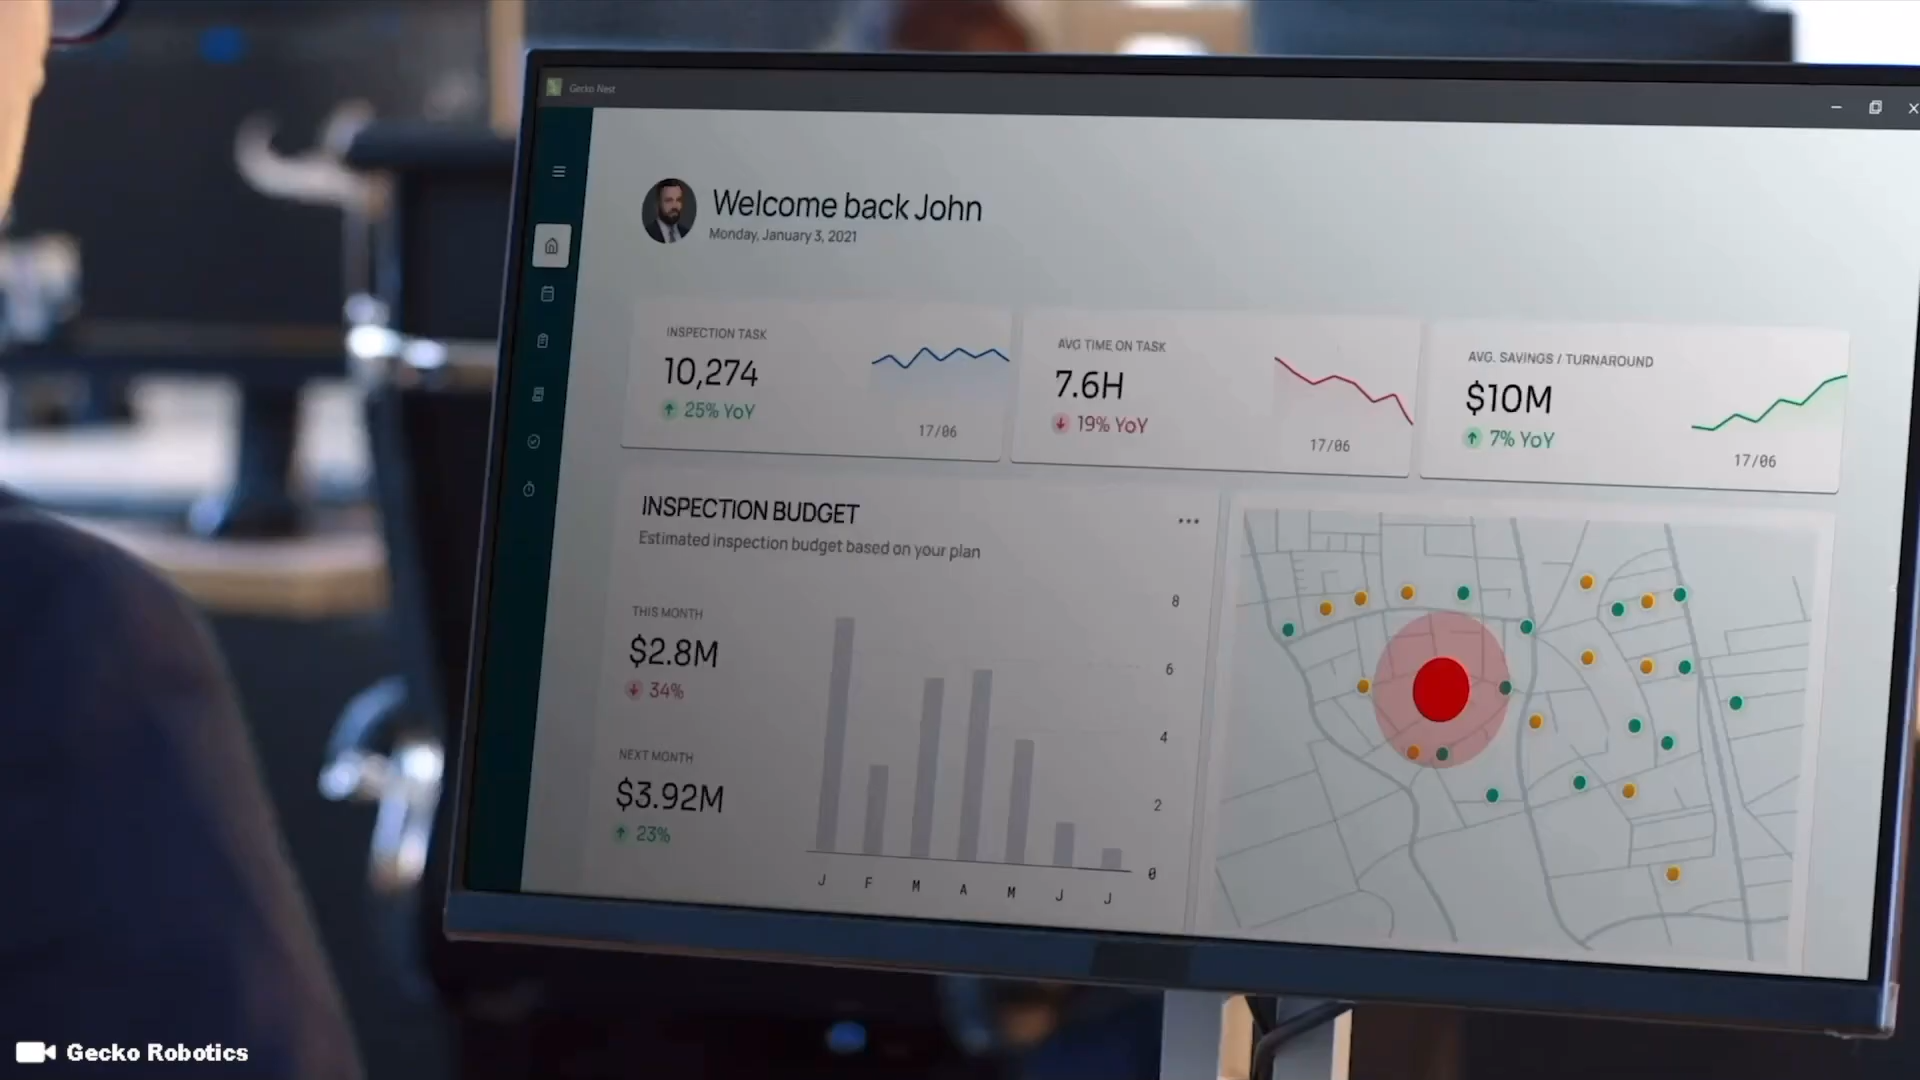 Gecko Nest
Welcome back John
Monday, January 3, 2021
INSPECTION TASK
10,274
25% YoY
17/06
AVG TIME ON TASK
7.6H
19% YoY
17/06
AVG. SAVINGS / TURNAROUND
$10M
7% YoY
17/06
INSPECTION BUDGET
Estimated inspection budget based on your plan
THIS MONTH
$2.8M
34%
NEXT MONTH
$3.92M
23%
8
6
4
2
0
J F M A M J J
Gecko Robotics